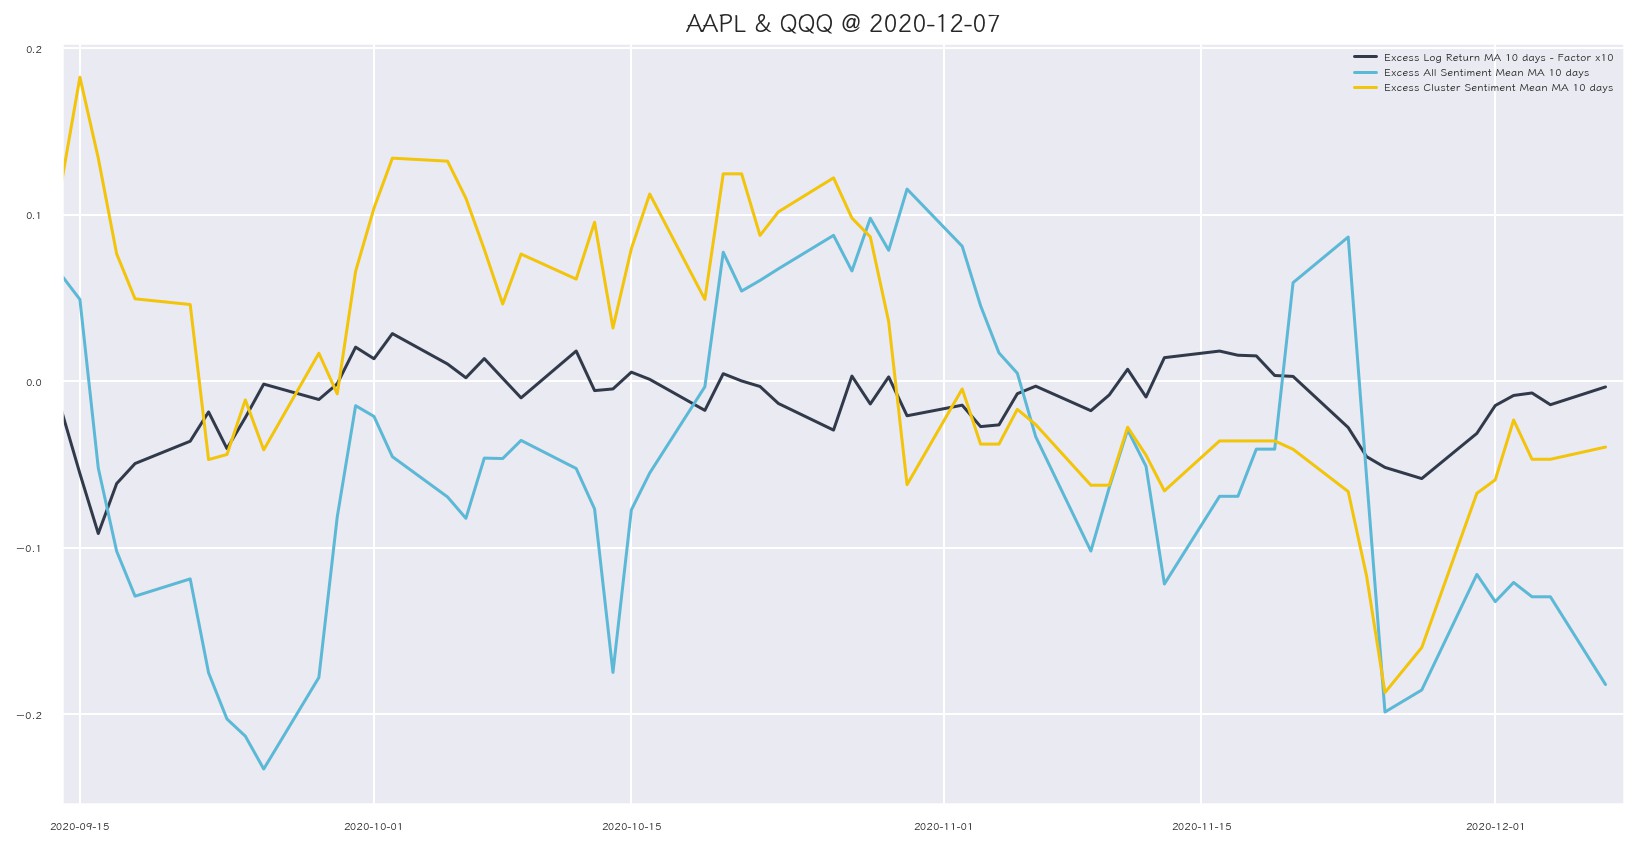 AAPL & QQQ @ 2020-12-07
Excess Log Return MA 10 days - Factor x10
Excess All Sentiment Mean MA 10 days
Excess Cluster Sentiment Mean MA 10 days
0.2
0.1
0.0
−0.1
−0.2
2020-09-15 2020-10-01 2020-10-15 2020-11-01 2020-11-15 2020-12-01